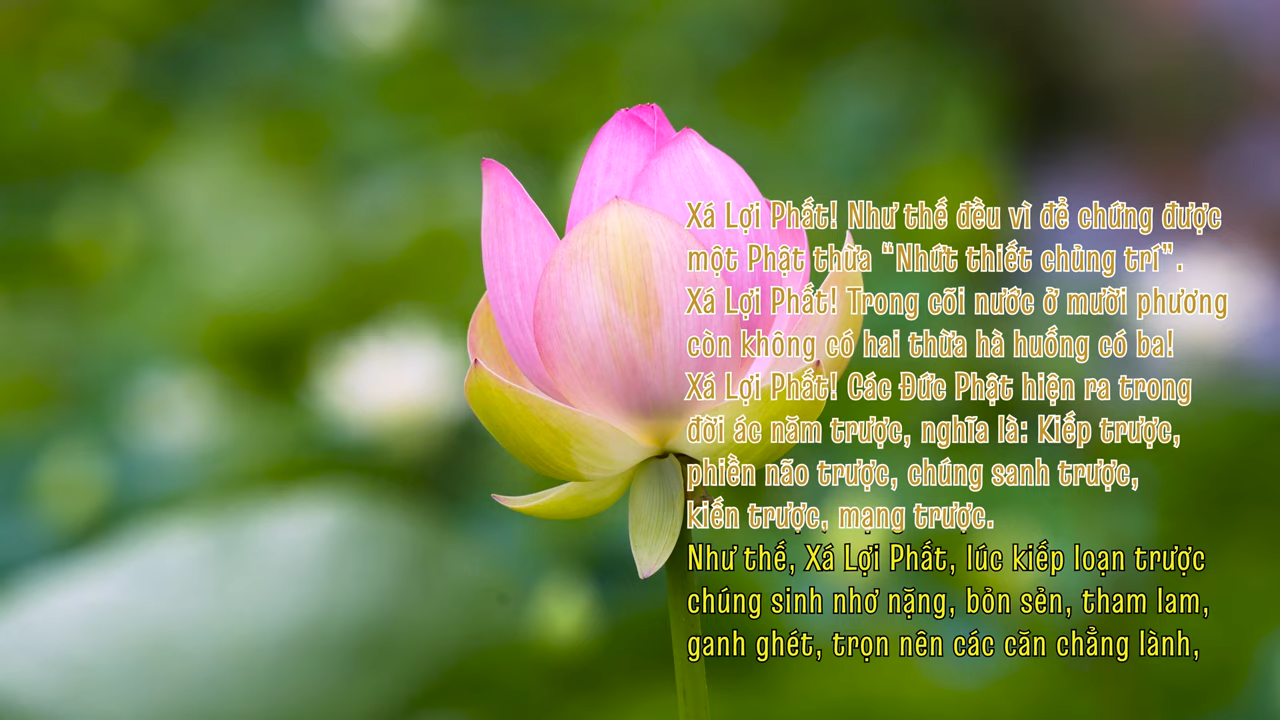 Xá Lợi Phất! Như thế đều vì để chứng được
một Phật thừa “Nhứt thiết chủng trí”.
Xá Lợi Phất! Trong cõi nước ở mười phương
còn không có hai thừa hà huống có ba!
Xá Lợi Phất! Các Đức Phật hiện ra trong
đời ác năm trược, nghĩa là: Kiếp trược,
phiền não trược, chúng sanh trược,
kiến trược, mạng trược.
Như thế, Xá Lợi Phất, lúc kiếp loạn trược
chúng sinh nhơ nặng, bỏn sẻn, tham lam,
ganh ghét, trọn nên các căn chẳng lành,